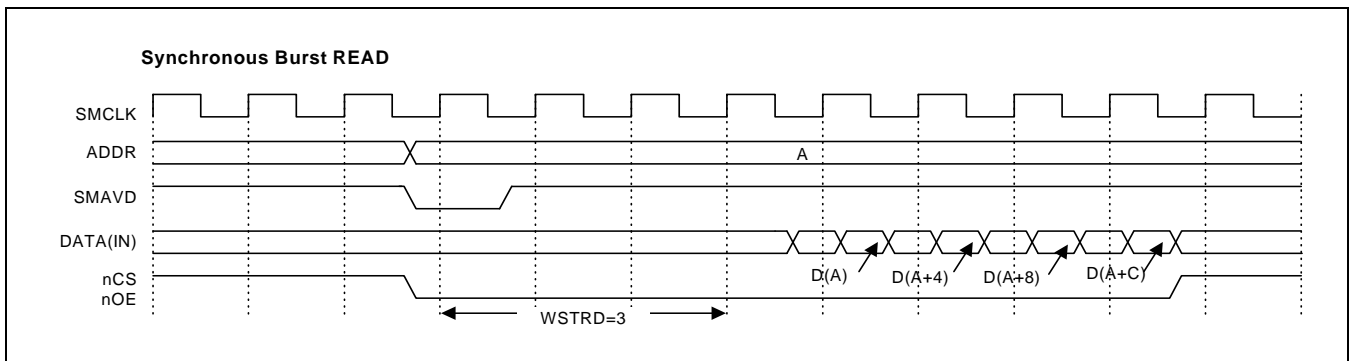 Synchronous Burst READ
SMCLK
ADDR
A
SMAVD
DATA(IN)
D(A)
D(A+4)
D(A+8)
D(A+C)
nCS
nOE
WSTRD=3